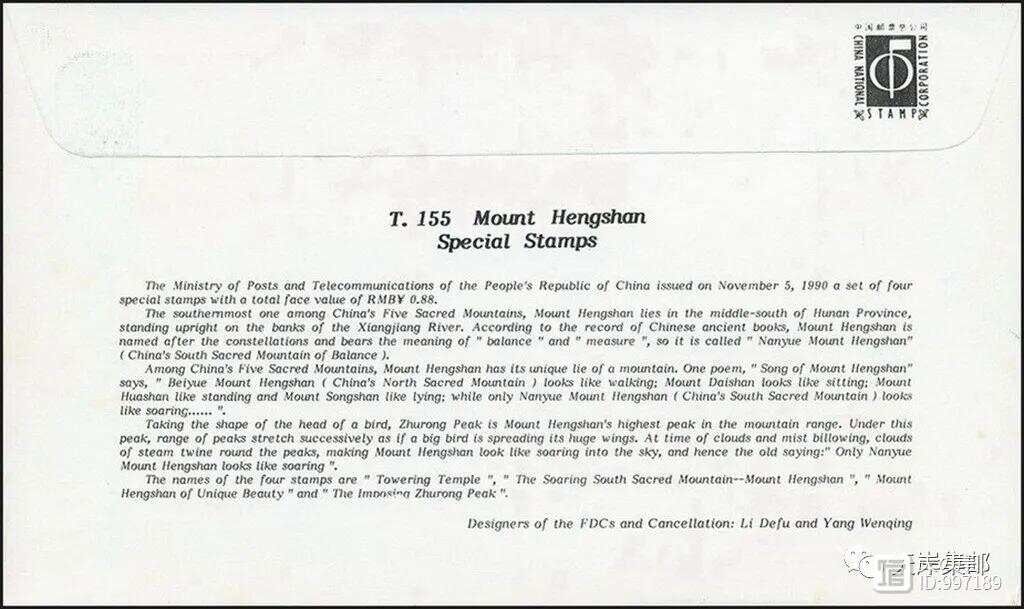 中国邮票总公司
CHINA NATIONAL
STAMP
CORPORATION
T. 155 Mount Hengshan
Special Stamps
The Ministry of Posts and Telecommunications of the People's Republic of China issued on November 5, 1990 a set of four
special stamps with a total face value of RMB¥ 0.88.
The southernmost one among China's Five Sacred Mountains, Mount Hengshan lies in the middle-south of Hunan Province,
standing upright on the banks of the Xiangjiang River. According to the record of Chinese ancient books, Mount Hengshan is
named after the constellations and bears the meaning of " balance " and " measure ", so it is called " Nanyue Mount Hengshan"
( China's South Sacred Mountain of Balance ).
Among China's Five Sacred Mountains, Mount Hengshan has its unique lie of a mountain. One poem, " Song of Mount Hengshan"
says, " Beiyue Mount Hengshan ( China's North Sacred Mountain ) looks like walking; Mount Daishan looks like sitting; Mount
Huashan like standing and Mount Songshan like lying; while only Nanyue Mount Hengshan ( China's South Sacred Mountain ) looks
like soaring...... ".
Taking the shape of the head of a bird, Zhurong Peak is Mount Hengshan's highest peak in the mountain range. Under this
peak, range of peaks stretch successively as if a big bird is spreading its huge wings. At time of clouds and mist billowing, clouds
of steam twine round the peaks, making Mount Hengshan look like soaring into the sky, and hence the old saying:" Only Nanyue
Mount Hengshan looks like soaring ".
The names of the four stamps are " Towering Temple ", " The Soaring South Sacred Mountain--Mount Hengshan ", " Mount
Hengshan of Unique Beauty " and " The Imposing Zhurong Peak ".
Designers of the FDCs and Cancellation: Li Defu and Yang Wenqing
岸集邮
ID:997189